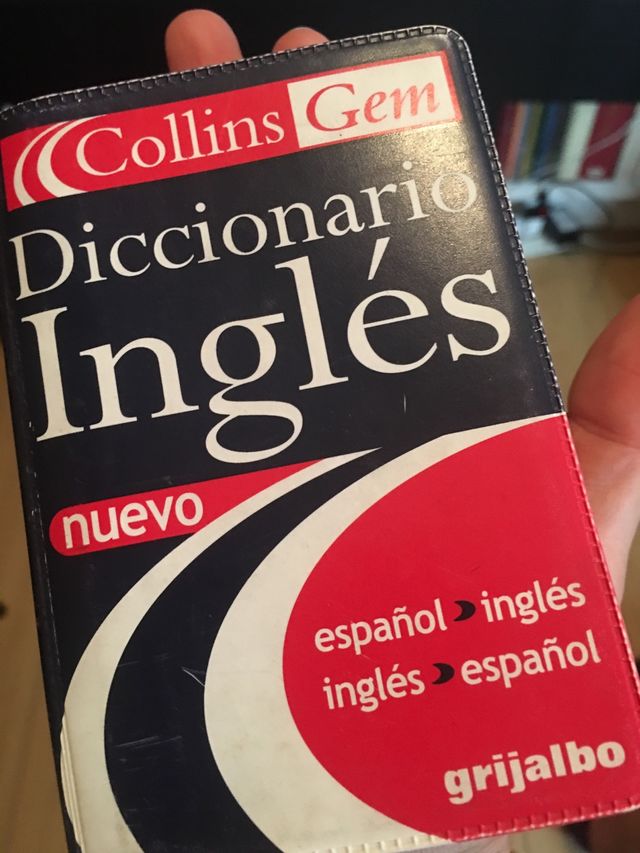 Collins Gem
Diccionario
Inglés
nuevo
español inglés
inglés español
grijalbo